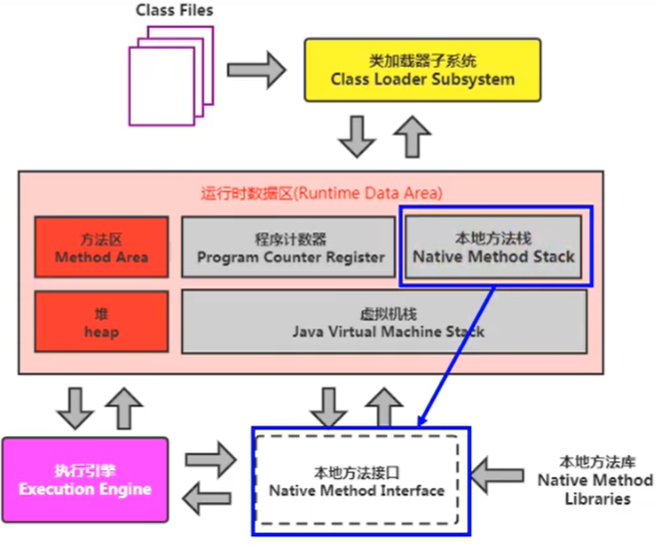 Class Files
类加载器子系统
Class Loader Subsystem
运行时数据区(Runtime Data Area)
方法区
Method Area
程序计数器
Program Counter Register
本地方法栈
Native Method Stack
堆
heap
虚拟机栈
Java Virtual Machine Stack
执行引擎
Execution Engine
本地方法接口
Native Method Interface
本地方法库
Native Method
Libraries